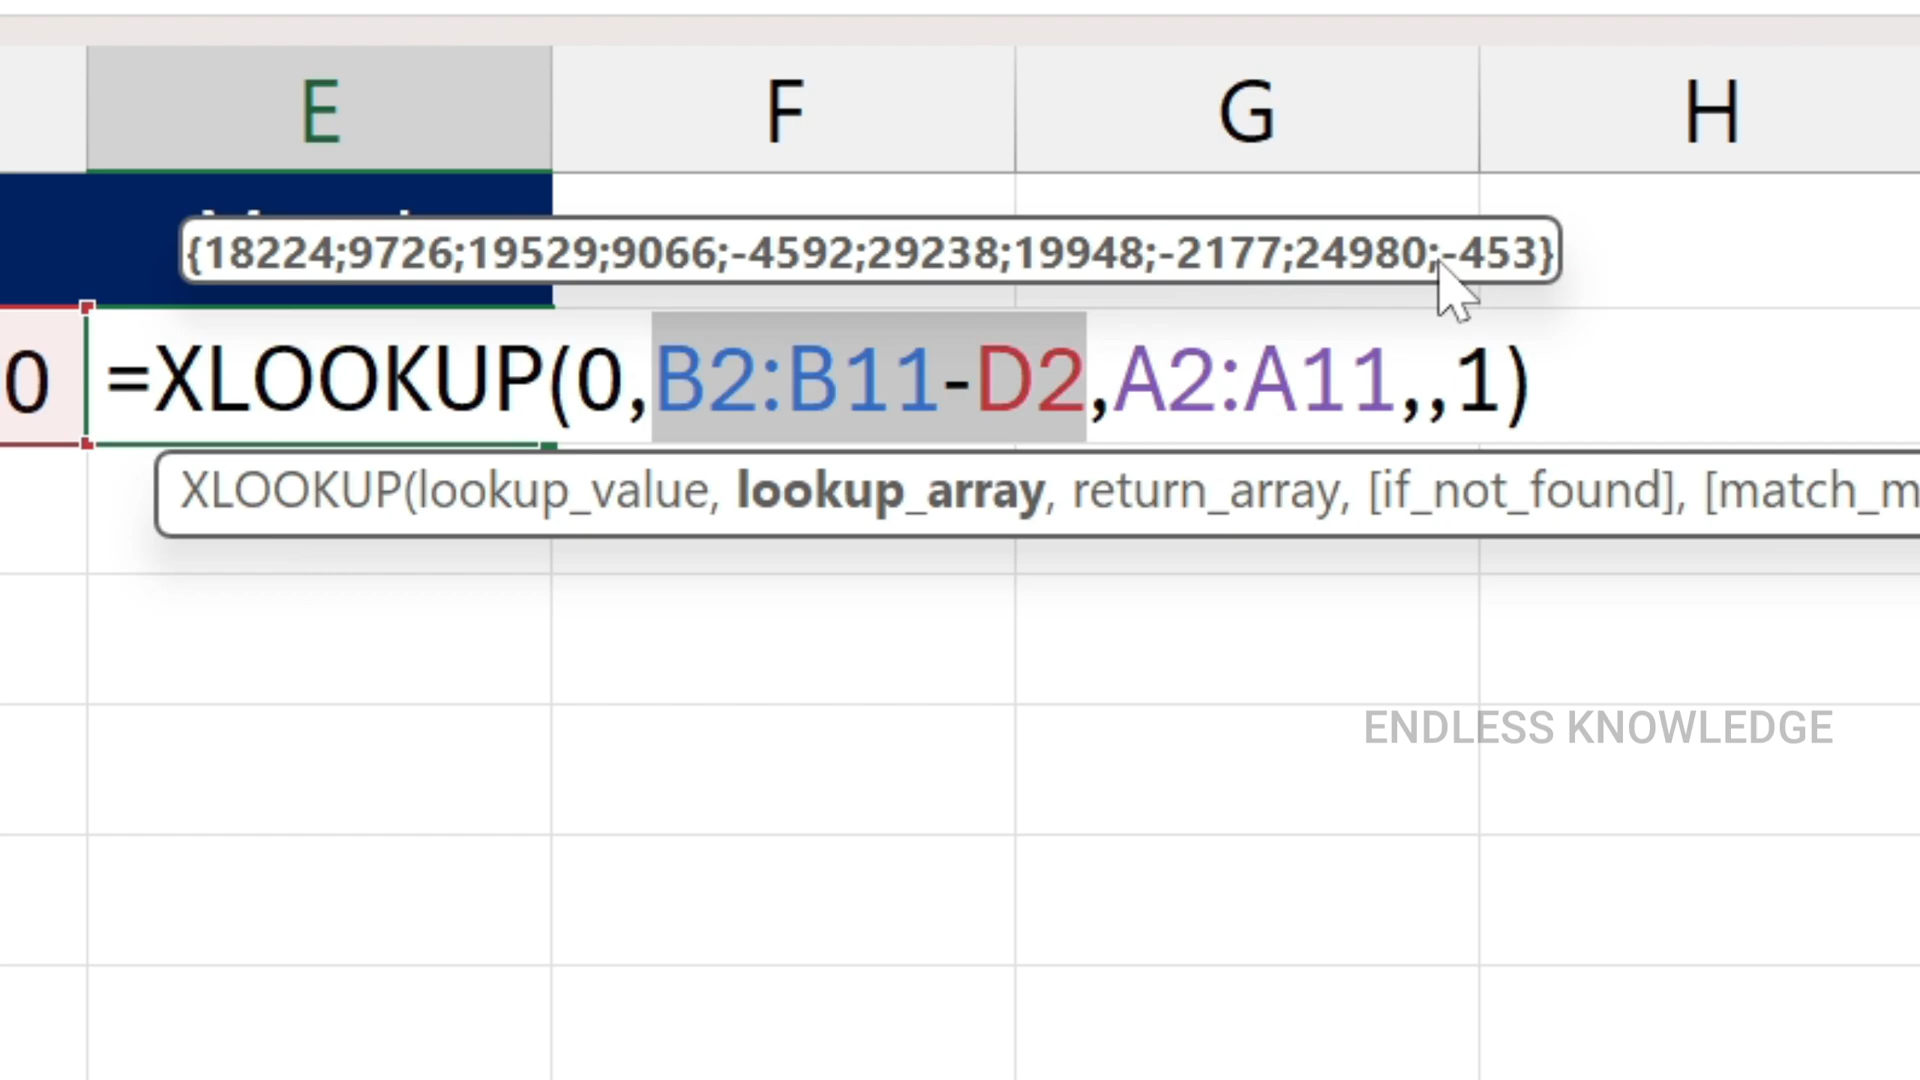 E F G H
{18224;9726;19529;9066;-4592;29238;19948;-2177;24980;-453}
0 =XLOOKUP(0,B2:B11-D2,A2:A11,,,1)
XLOOKUP(lookup_value, lookup_array, return_array, [if_not_found], [match_m
ENDLESS KNOWLEDGE